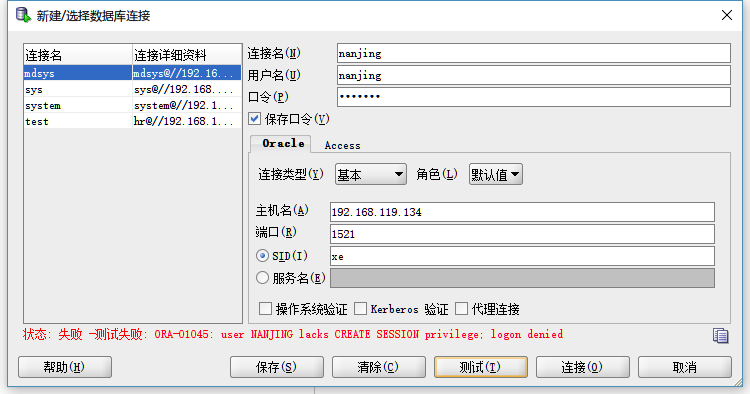 新建/选择数据库连接
连接名 连接详细资料
mdsys mdsys@//192.16...
sys sys@//192.168....
system system@//192.1...
test hr@//192.168.1...
连接名(N) nanjing
用户名(U) nanjing
口令(P) •••••••
保存口令(V)
Oracle Access
连接类型(Y) 基本 角色(L) 默认值
主机名(A) 192.168.119.134
端口(R) 1521
SID(I) xe
服务名(E)
操作系统验证 Kerberos 验证 代理连接
状态: 失败 -测试失败: ORA-01045: user NANJING lacks CREATE SESSION privilege; logon denied
帮助(H) 保存(S) 清除(C) 测试(T) 连接(O) 取消